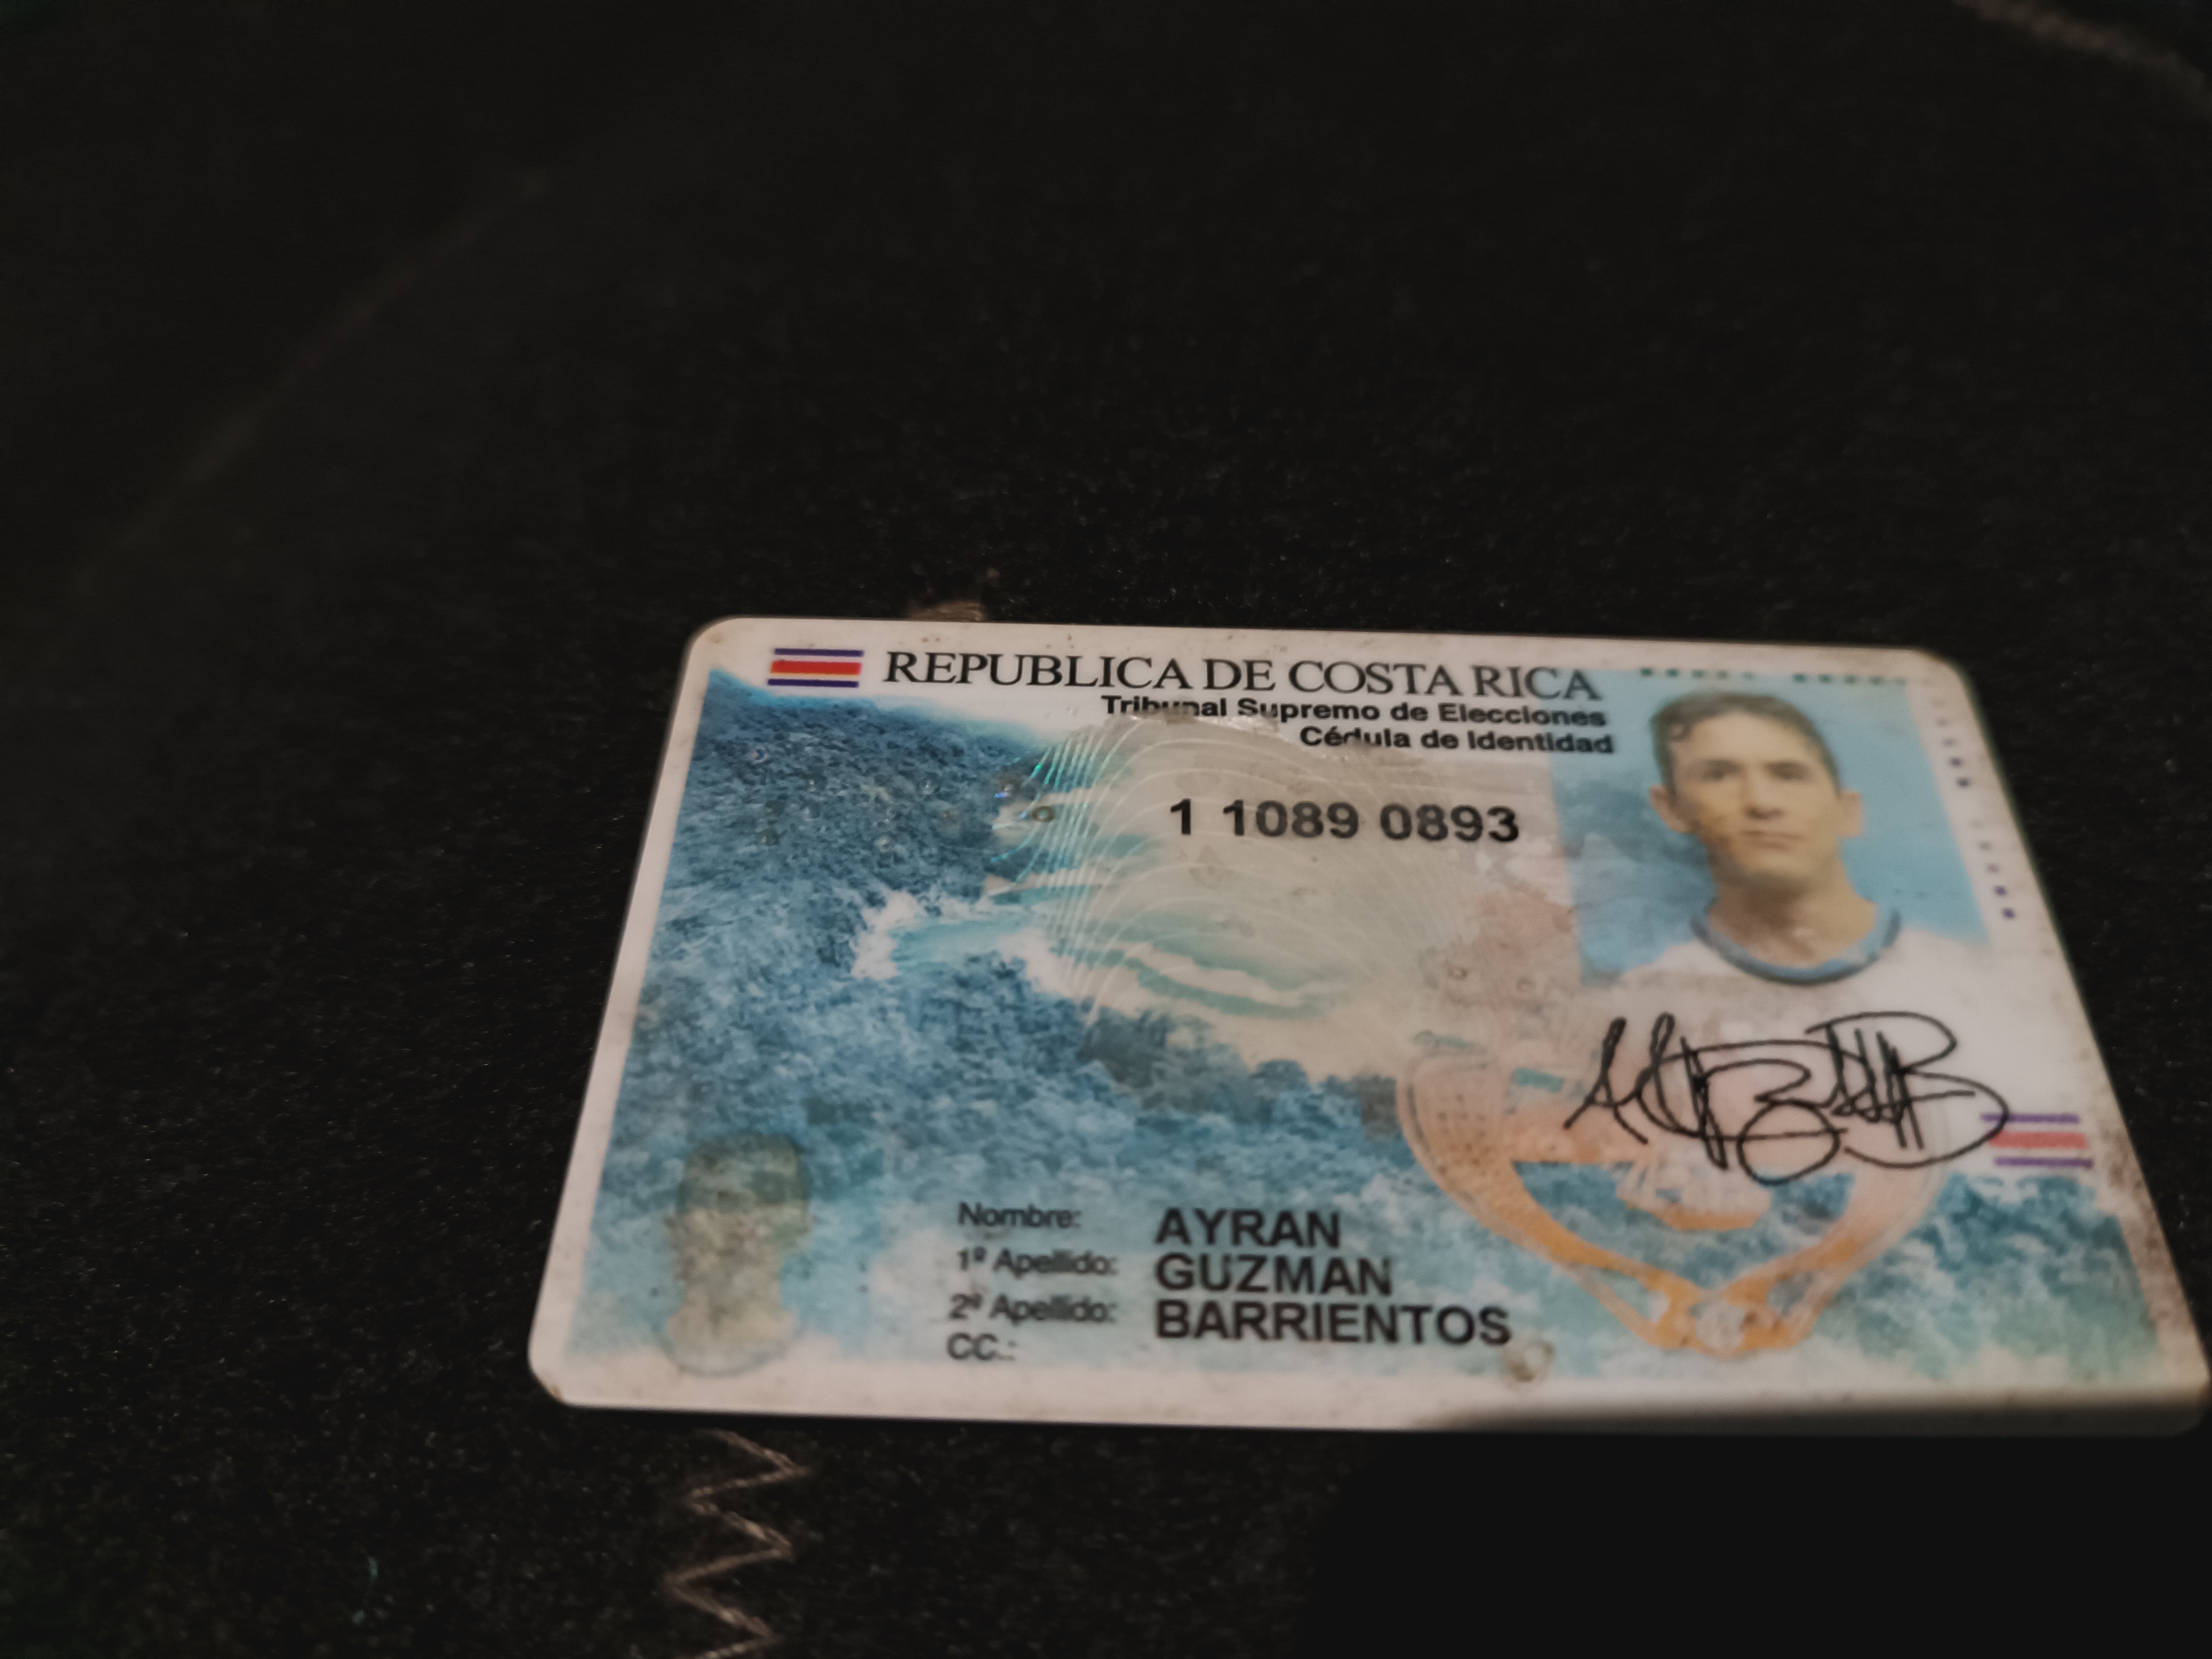 REPUBLICA DE COSTA RICA
Tribunal Supremo de Elecciones
Cédula de Identidad
1 1089 0893
Nombre: AYRAN
1º Apellido: GUZMAN
2º Apellido: BARRIENTOS
CC.: